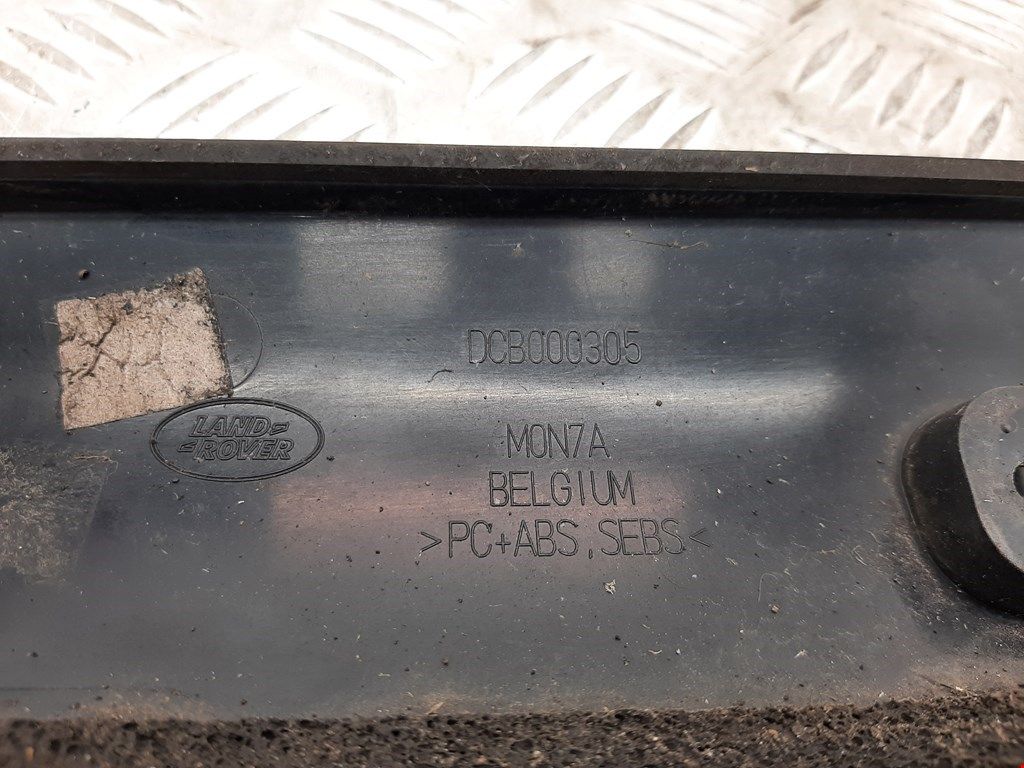 DCB000305
LAND
ROVER
M0N7A
BELGIUM
>PC+ABS,SEBS<